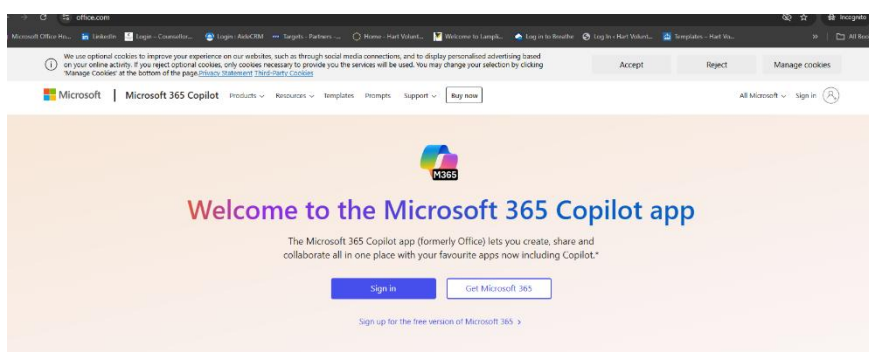 office.com
Incognito
Microsoft Office Ho... LinkedIn Login - Counsellor... Login : AideCRM Targets - Partners -... Home - Hart Volunt... Welcome to Lampli... Log in to Breathe Log In ‹ Hart Volunt... Templates - Hart Vo... » All Boo
We use optional cookies to improve your experience on our websites, such as through social media connections, and to display personalised advertising based
on your online activity. If you reject optional cookies, only cookies necessary to provide you the services will be used. You may change your selection by clicking
'Manage Cookies' at the bottom of the page.Privacy Statement Third-Party Cookies
Accept Reject Manage cookies
Microsoft | Microsoft 365 Copilot Products Resources Templates Prompts Support Buy now All Microsoft Sign in
M365
Welcome to the Microsoft 365 Copilot app
The Microsoft 365 Copilot app (formerly Office) lets you create, share and
collaborate all in one place with your favourite apps now including Copilot.*
Sign in Get Microsoft 365
Sign up for the free version of Microsoft 365 >